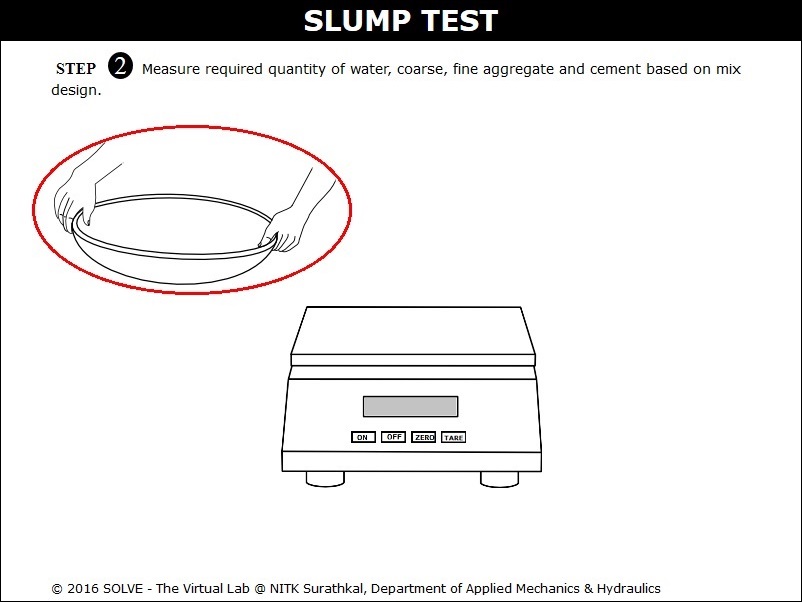 SLUMP TEST
STEP 2 Measure required quantity of water, coarse, fine aggregate and cement based on mix
design.
ON OFF ZERO TARE
© 2016 SOLVE - The Virtual Lab @ NITK Surathkal, Department of Applied Mechanics & Hydraulics